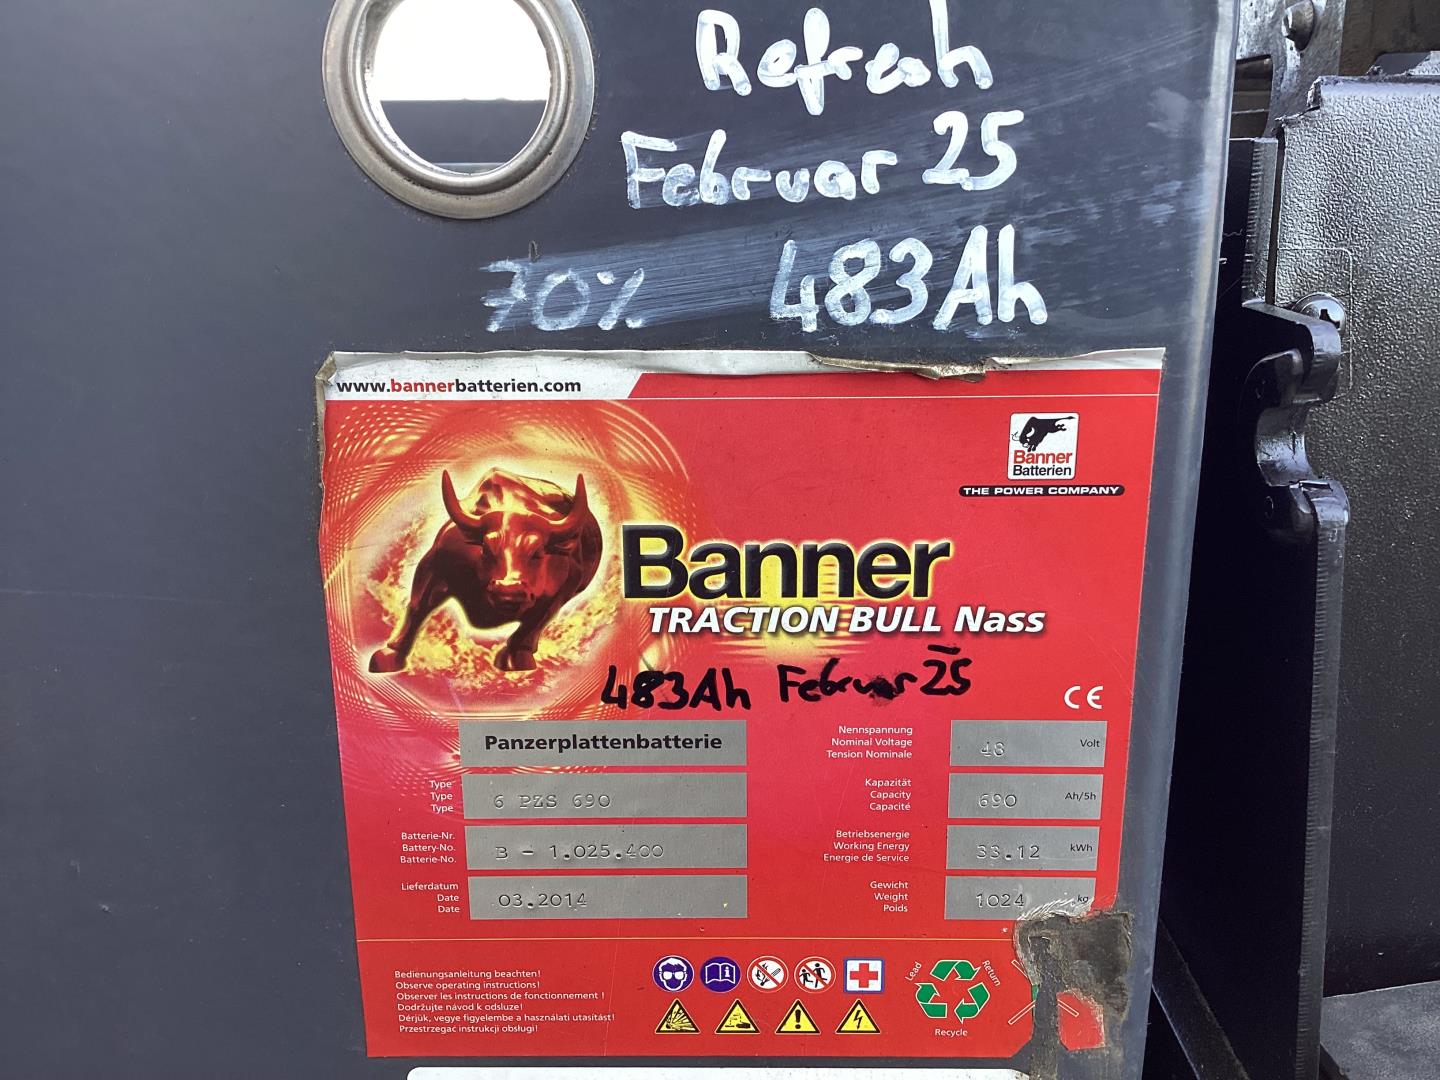 Refresh
Februar 25
70% 483Ah
www.bannerbatterien.com
Banner
Batterien
THE POWER COMPANY
Banner
TRACTION BULL Nass
483Ah Februar 25
CE
Panzerplattenbatterie
Nennspannung
Nominal Voltage
Tension Nominale
48 Volt
Type
Type
Type
6 PZS 690
Kapazität
Capacity
Capacité
690 Ah/5h
Batterie-Nr.
Battery-No.
Batterie-No.
B - 1.025.400
Betriebsenergie
Working Energy
Energie de Service
33.12 kWh
Lieferdatum
Date
Date
03.2014
Gewicht
Weight
Poids
1024 kg
Bedienungsanleitung beachten!
Observe operating instructions!
Observer les instructions de fonctionnement !
Dodržujte návod k odsluze!
Dérjük, vegye figyelembe a használati utasítást!
Przestrzegać instrukcji obsługi!
Lead
Return
Recycle